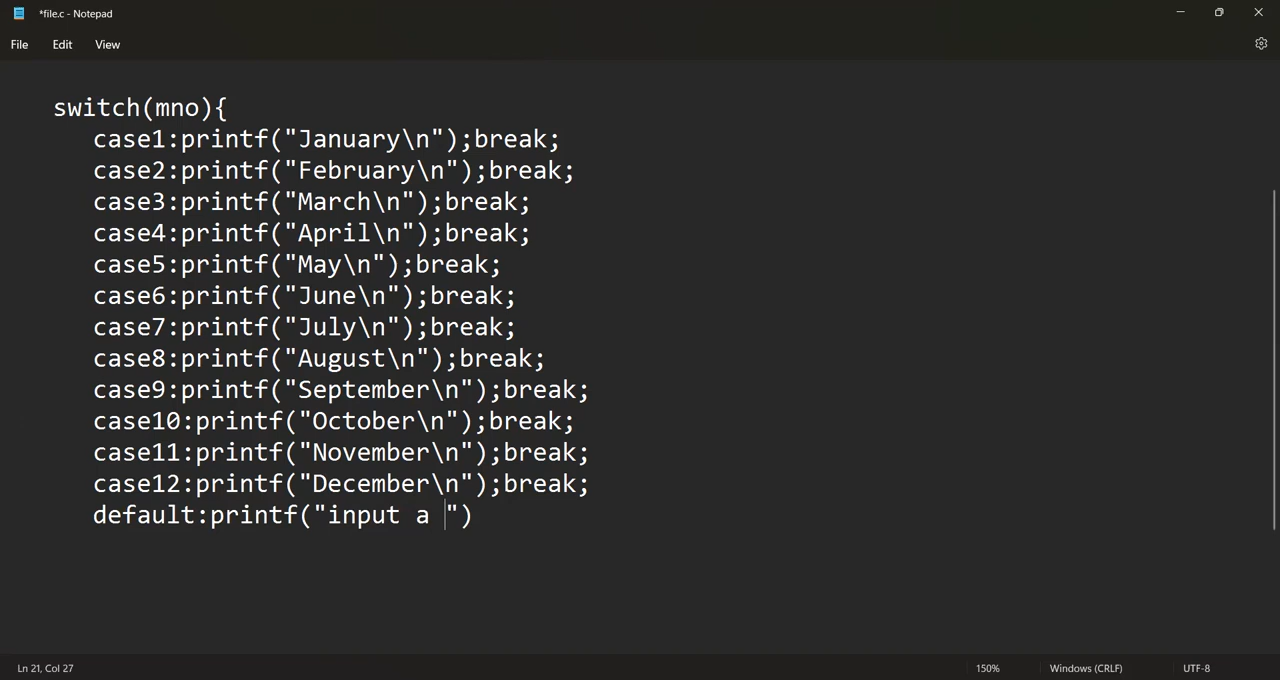 *file.c - Notepad
File Edit View
switch(mno){
case1:printf("January\n");break;
case2:printf("February\n");break;
case3:printf("March\n");break;
case4:printf("April\n");break;
case5:printf("May\n");break;
case6:printf("June\n");break;
case7:printf("July\n");break;
case8:printf("August\n");break;
case9:printf("September\n");break;
case10:printf("October\n");break;
case11:printf("November\n");break;
case12:printf("December\n");break;
default:printf("input a ")
Ln 21, Col 27 150% Windows (CRLF) UTF-8